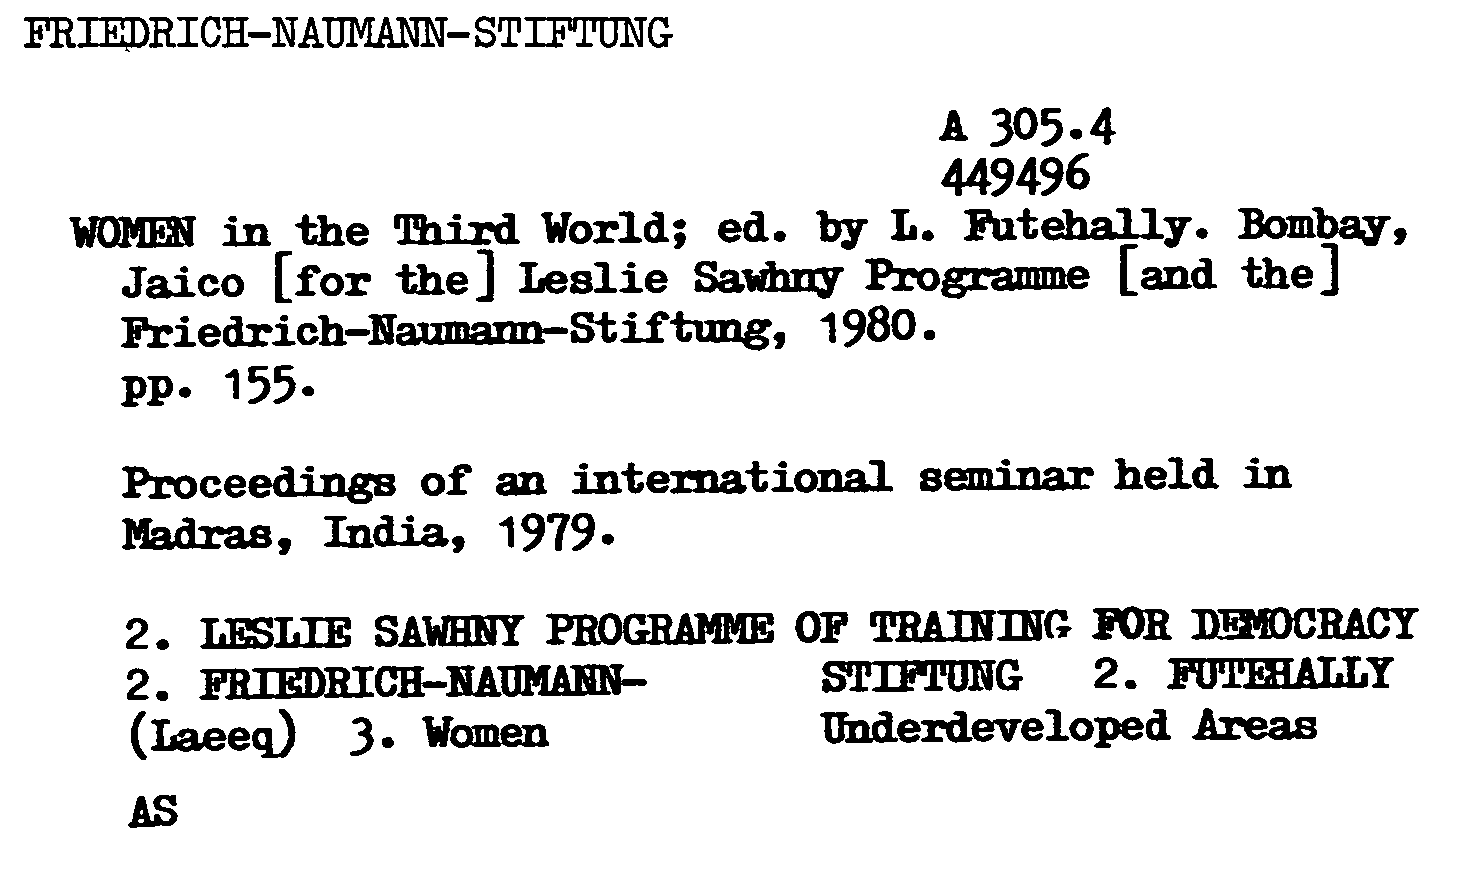 FRIEDRICH-NAUMANN-STIFTUNG
A 305.4
449496
WOMEN in the Third World; ed. by L. Futehally. Bombay,
Jaico [for the] Leslie Sawhny Programme [and the]
Friedrich-Naumann-Stiftung, 1980.
pp. 155.
Proceedings of an international seminar held in
Madras, India, 1979.
2. LESLIE SAWHNY PROGRAMME OF TRAINING FOR DEMOCRACY
2. FRIEDRICH-NAUMANN- STIFTUNG 2. FUTEHALLY
(Laeeq) 3. Women Underdeveloped Areas
AS